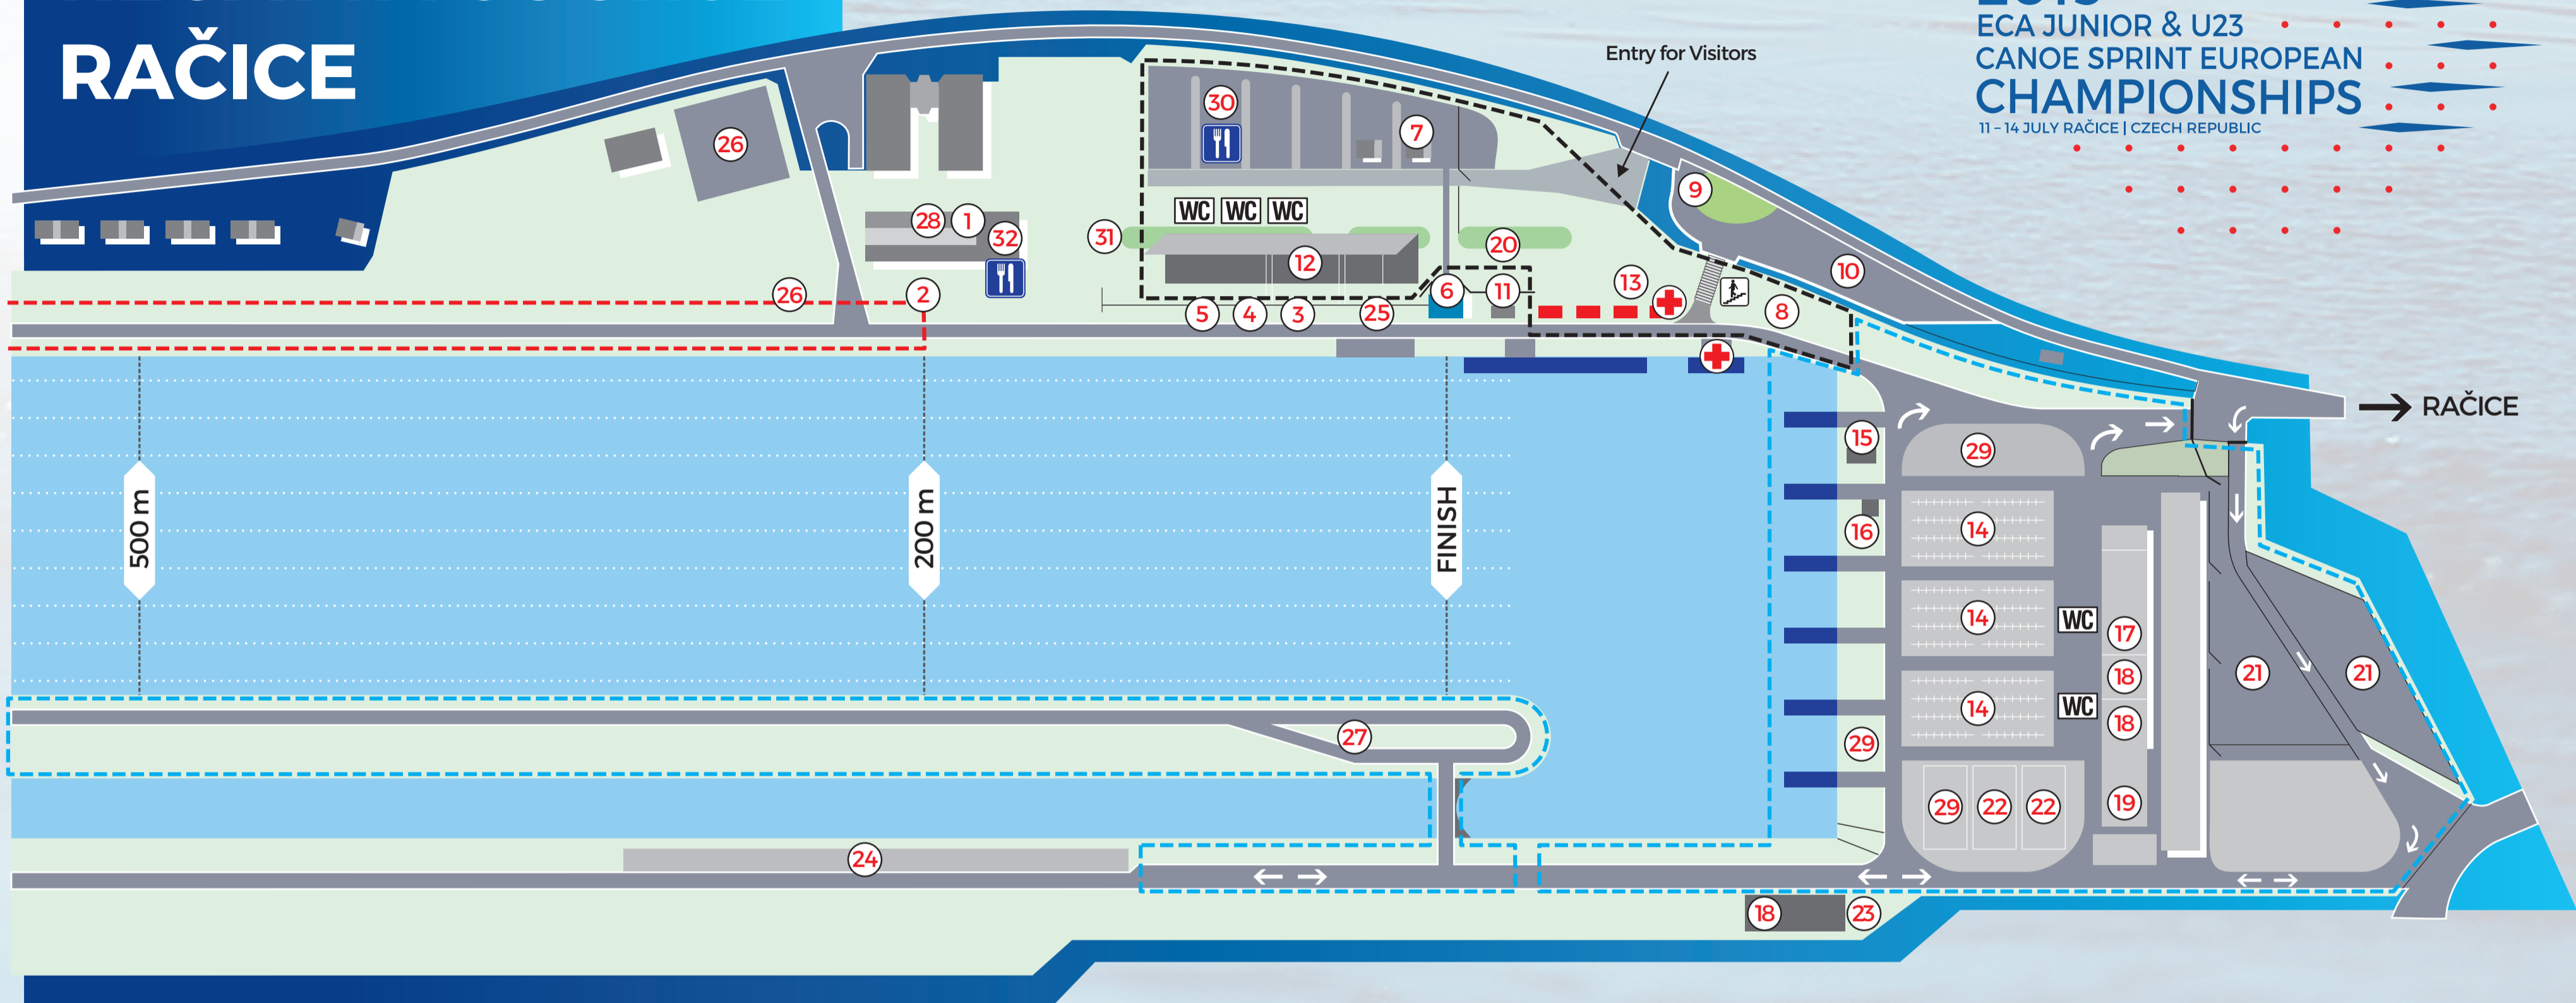 RAČICE
ECA JUNIOR & U23
CANOE SPRINT EUROPEAN
CHAMPIONSHIPS
11 – 14 JULY RAČICE | CZECH REPUBLIC
Entry for Visitors
30
7
26
9
WC WC WC
28 1
32
31
20
12
10
26
2
6
11
13
8
5 4 3 25
RAČICE
15
29
500 m
200 m
FINISH
14
16
14
WC
17
18
21
21
14
WC
18
27
29
29 22 22
19
24
18
23